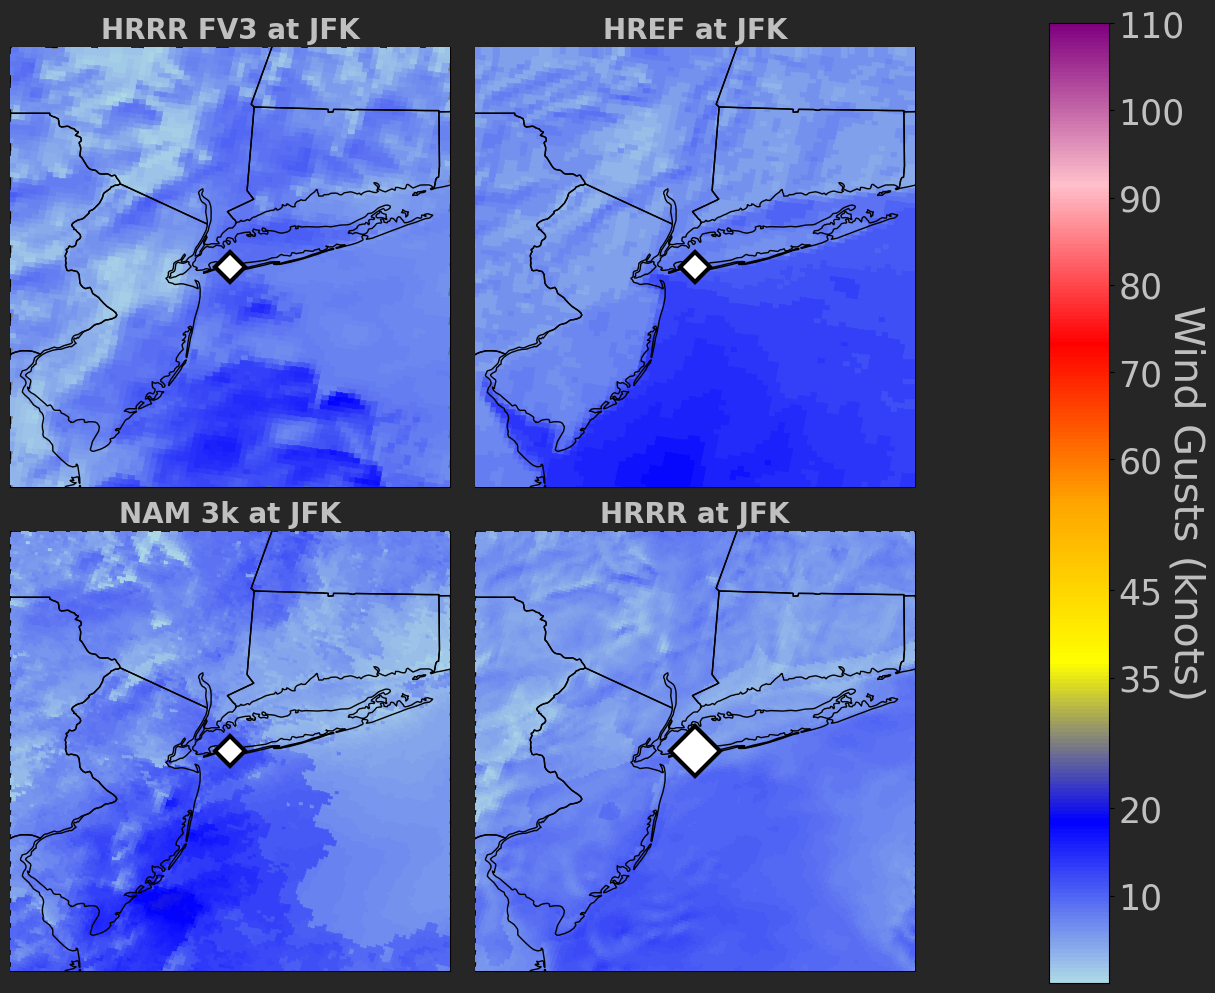 HRRR FV3 at JFK
HREF at JFK
NAM 3k at JFK
HRRR at JFK
110
100
90
80
70
60
45
35
20
10
Wind Gusts (knots)